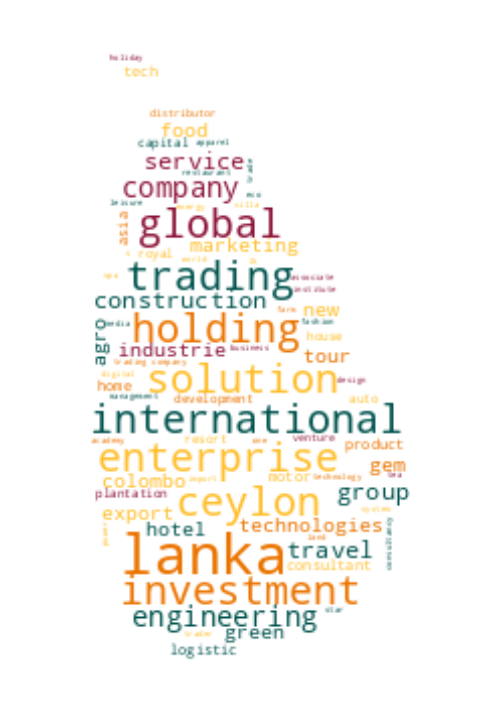 holiday
tech
distributor
food
capital apparel
service
restaurant trade
company eco
leisure energy villa
global
asia
marketing
royal
world
spa trading associate
institute
construction
farm new
media holding fashion
agro
house
industrie business
tour
trading company
digital solution design
home
management development auto
international
academy resort one venture product
enterprise gem
colombo import motor technology tea
plantation ceylon group
export system
power hotel technologies consultancy
land
lanka travel
consultant
investment
engineering star
trader green
logistic